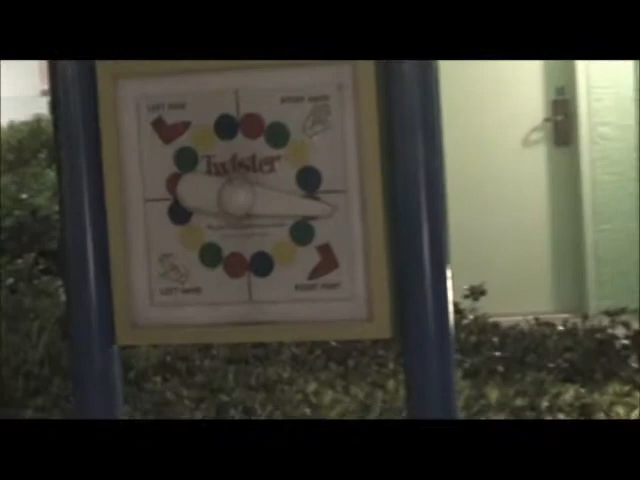 LEFT FOOT
RIGHT HAND
Twister
LEFT HAND
RIGHT FOOT